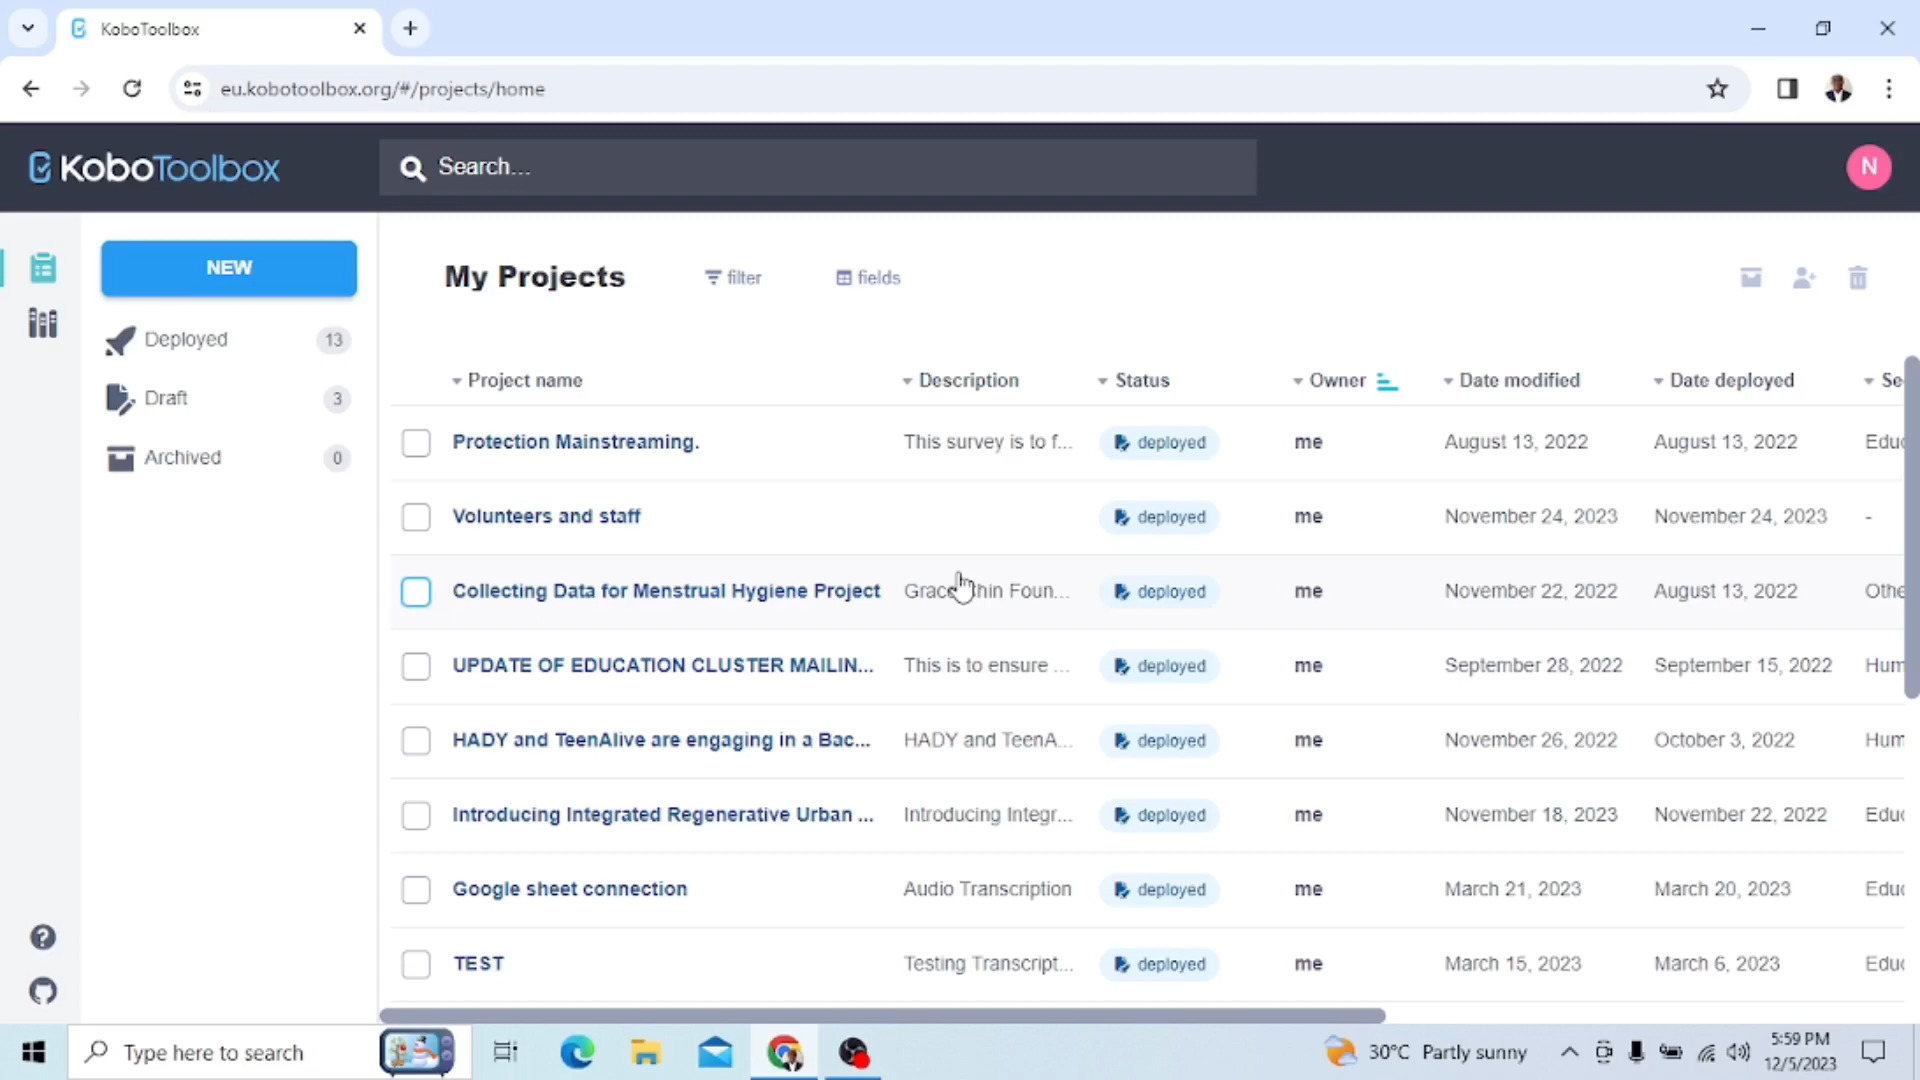 KoboToolbox
eu.kobotoolbox.org/#/projects/home
KoboToolbox
Search...
N
NEW
Deployed 13
Draft 3
Archived 0
My Projects filter fields
Project name Description Status Owner Date modified Date deployed
Protection Mainstreaming. This survey is to f... deployed me August 13, 2022 August 13, 2022 Educ
Volunteers and staff deployed me November 24, 2023 November 24, 2023 -
Collecting Data for Menstrual Hygiene Project Foun... deployed me November 22, 2022 August 13, 2022 Othe
UPDATE OF EDUCATION CLUSTER MAILIN... This is to ensure ... deployed me September 28, 2022 September 15, 2022 Hum
HADY and TeenAlive are engaging in a Bac... HADY and TeenA... deployed me November 26, 2022 October 3, 2022 Hum
Introducing Integrated Regenerative Urban ... Introducing Integr... deployed me November 18, 2023 November 22, 2022 Educ
Google sheet connection Audio Transcription deployed me March 21, 2023 March 20, 2023 Educ
TEST Testing Transcript... deployed me March 15, 2023 March 6, 2023 Educ
Type here to search
30°C Partly sunny
5:59 PM
12/5/2023